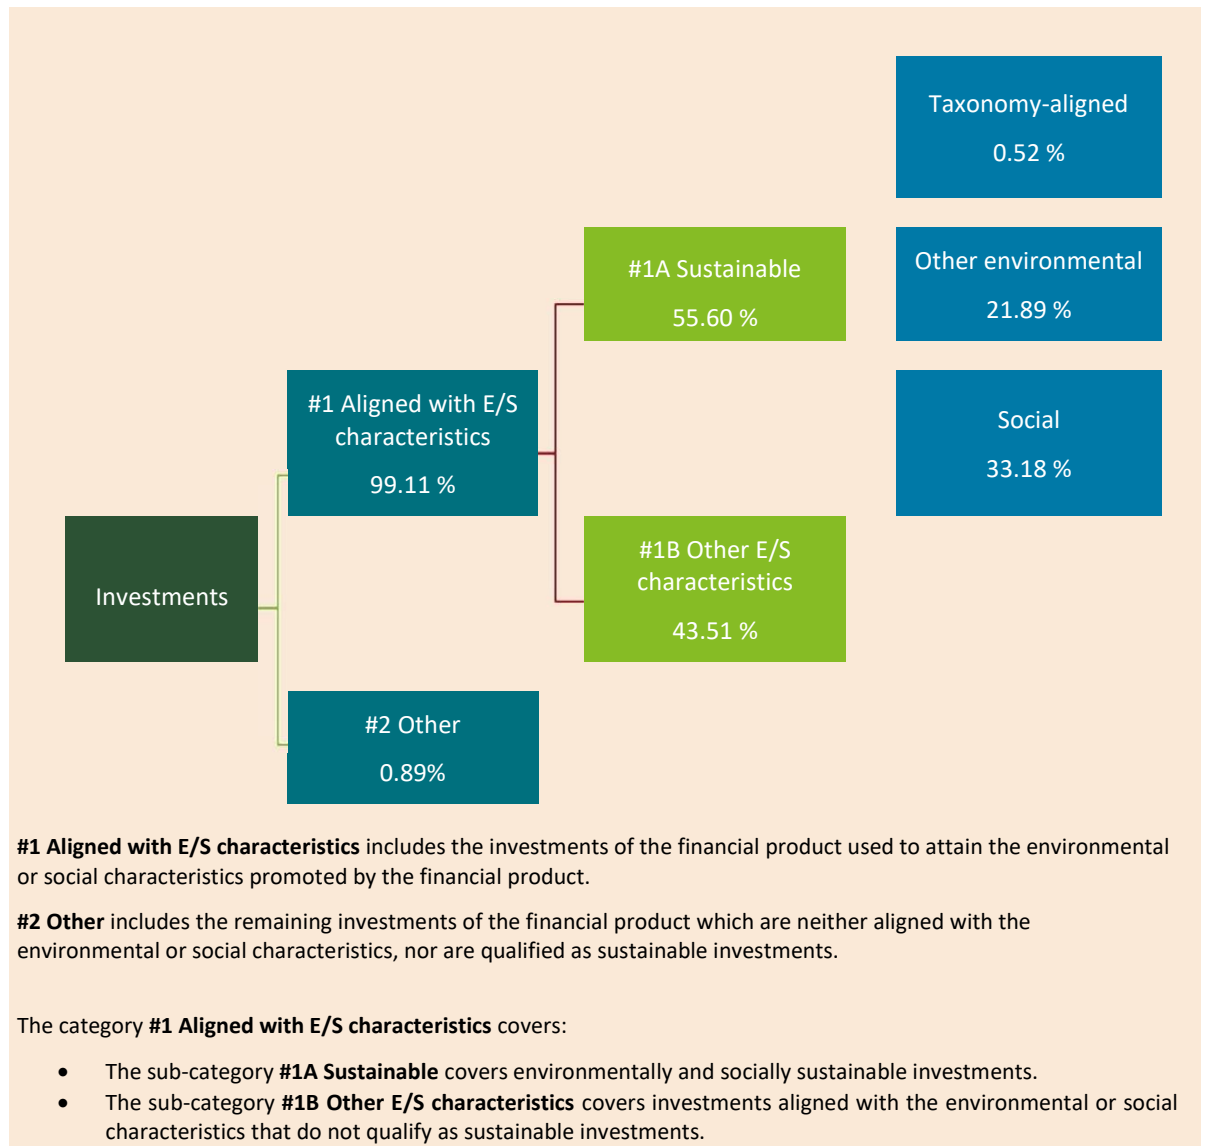 Taxonomy-aligned
0.52 %
#1A Sustainable
55.60 %
Other environmental
21.89 %
#1 Aligned with E/S
characteristics
99.11 %
Social
33.18 %
Investments
#1B Other E/S
characteristics
43.51 %
#2 Other
0.89%
#1 Aligned with E/S characteristics includes the investments of the financial product used to attain the environmental
or social characteristics promoted by the financial product.
#2 Other includes the remaining investments of the financial product which are neither aligned with the
environmental or social characteristics, nor are qualified as sustainable investments.
The category #1 Aligned with E/S characteristics covers:
• The sub-category #1A Sustainable covers environmentally and socially sustainable investments.
• The sub-category #1B Other E/S characteristics covers investments aligned with the environmental or social
characteristics that do not qualify as sustainable investments.